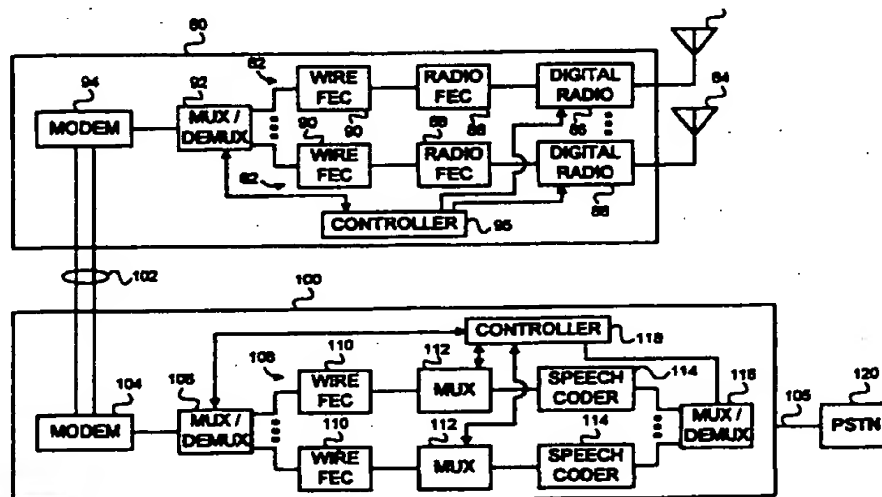 80
84
94
92
82
WIRE
FEC
RADIO
FEC
DIGITAL
RADIO
MODEM
MUX /
DEMUX
90
90
88
88
86
WIRE
FEC
RADIO
FEC
DIGITAL
RADIO
82
86
CONTROLLER
95
102
100
CONTROLLER
118
104
106
108
110
112
114
116
120
WIRE
FEC
MUX
SPEECH
CODER
105
MODEM
MUX /
DEMUX
110
112
114
MUX /
DEMUX
PSTN
WIRE
FEC
MUX
SPEECH
CODER